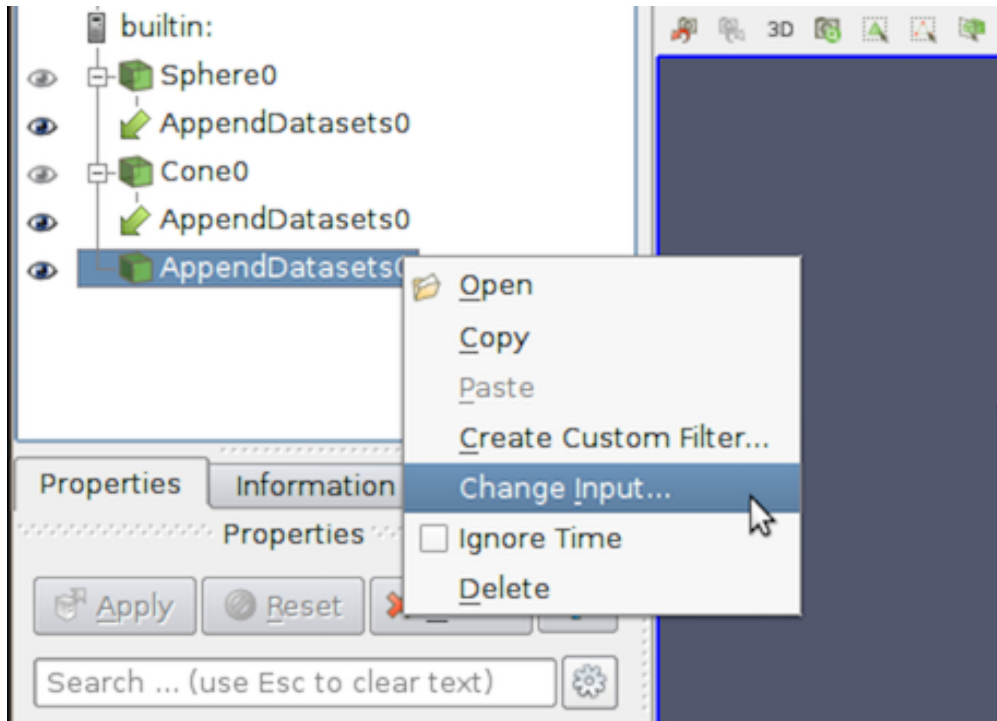 builtin:
3D
Sphere0
AppendDatasets0
Cone0
AppendDatasets0
AppendDatasets0
Open
Copy
Paste
Create Custom Filter...
Change Input...
Ignore Time
Delete
Properties
Information
Properties
Apply
Reset
Search ... (use Esc to clear text)